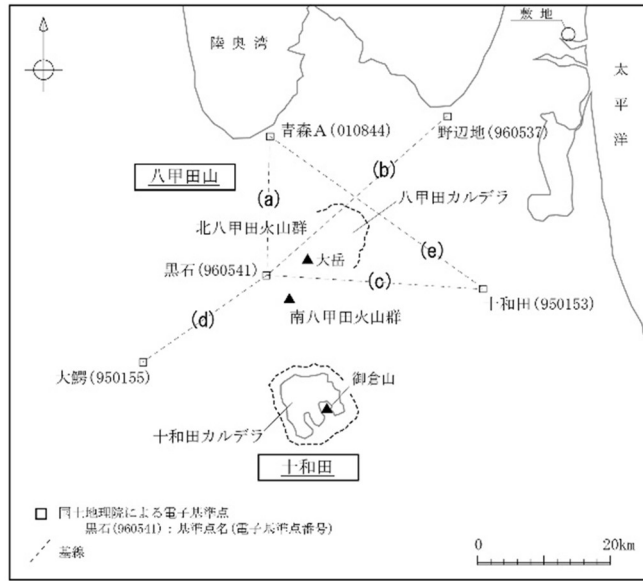 敷地
陸奥湾
太平洋
青森A(010844)
野辺地(960537)
八甲田山
(b)
(a)
八甲田カルデラ
北八甲田火山群
(e)
大岳
黒石(960541)
(c)
十和田(950153)
(d)
南八甲田火山群
大鰐(950155)
御倉山
十和田カルデラ
十和田
国土地理院による電子基準点
黒石(960541):基準点名(電子基準点番号)
基線
0 20km